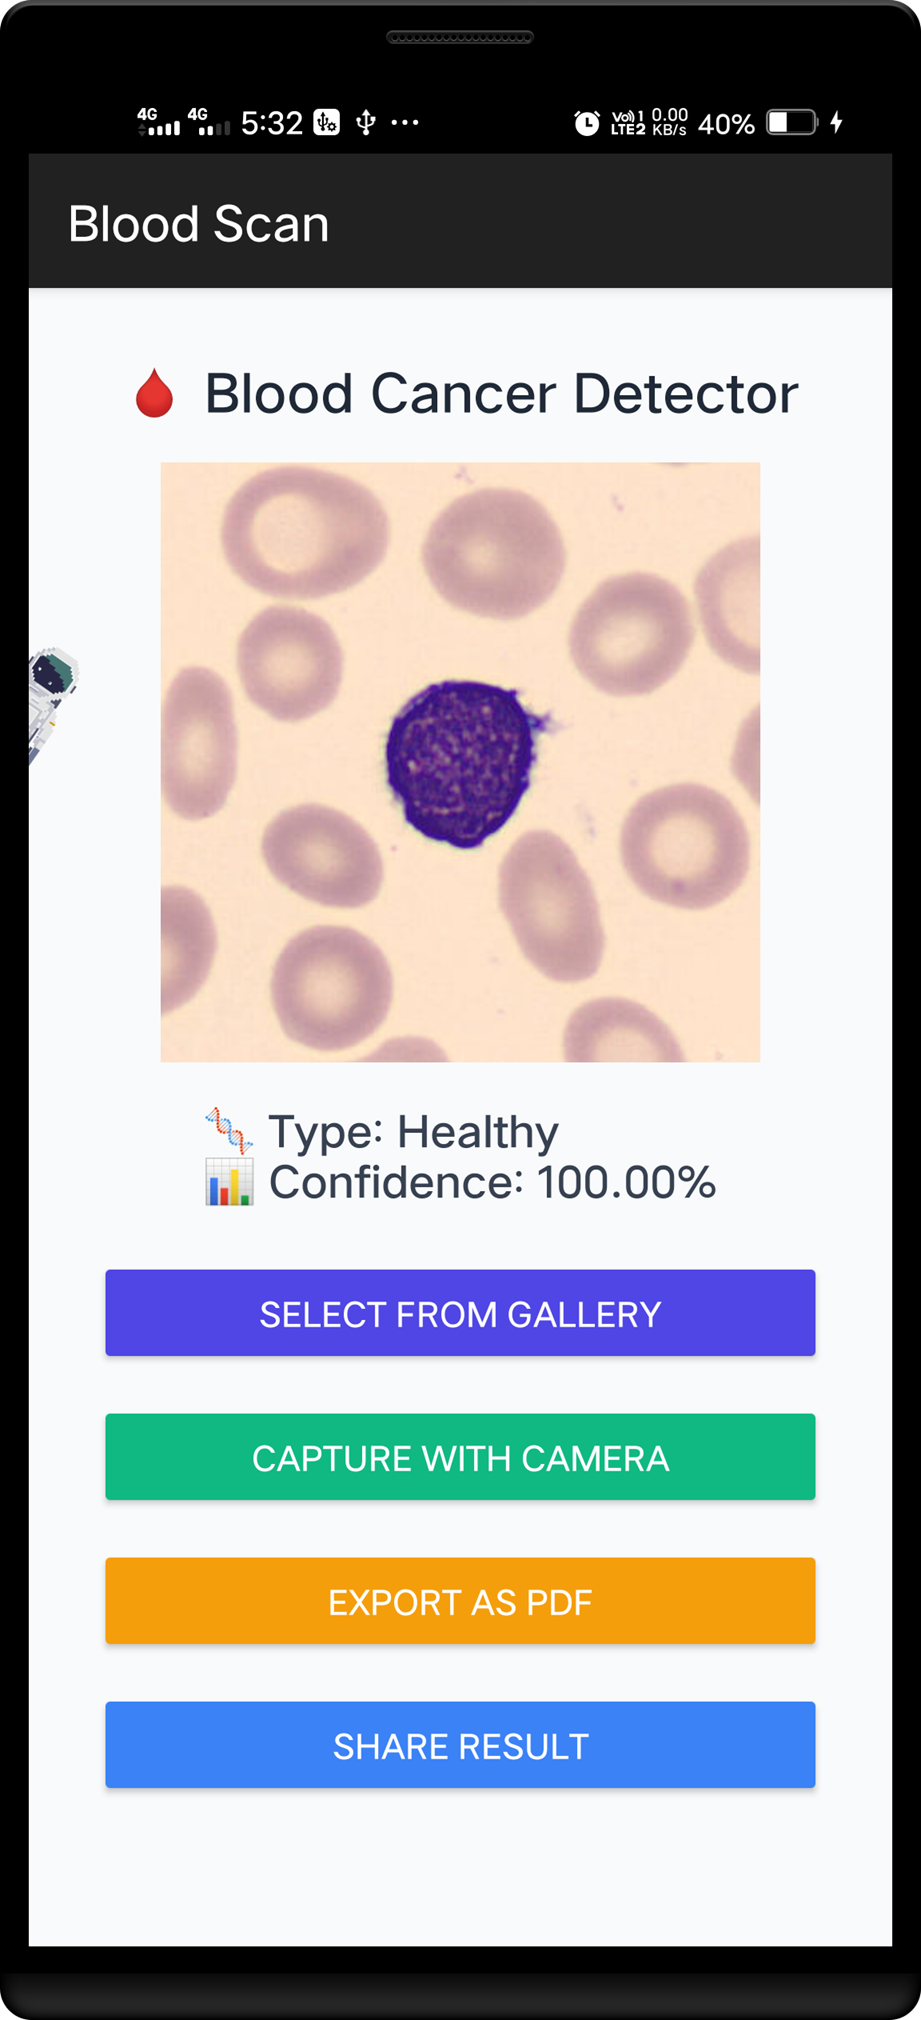 4G 4G 5:32 ... Vo)) 1 LTE2 0.00 KB/s 40%
Blood Scan
Blood Cancer Detector
Type: Healthy
Confidence: 100.00%
SELECT FROM GALLERY
CAPTURE WITH CAMERA
EXPORT AS PDF
SHARE RESULT